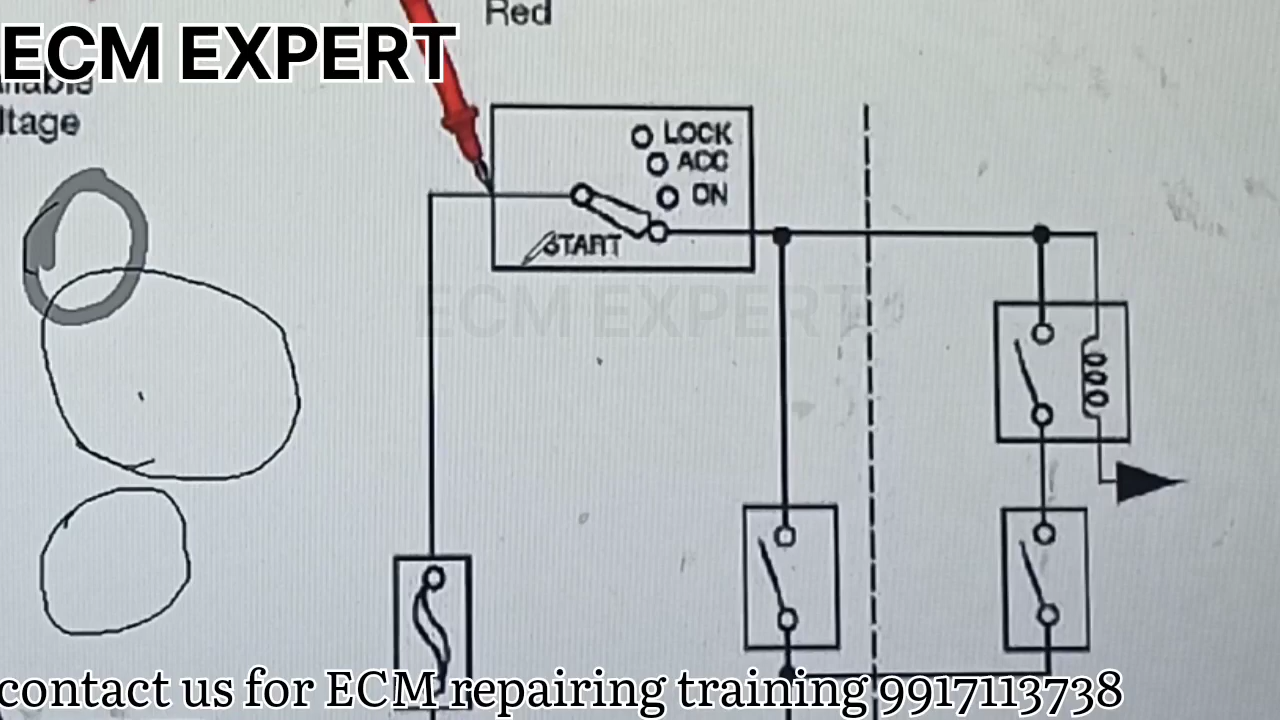 Red
ECM EXPERT
ltage
LOCK
ACC
ON
START
ECM EXPERT
contact us for ECM repairing training 9917113738